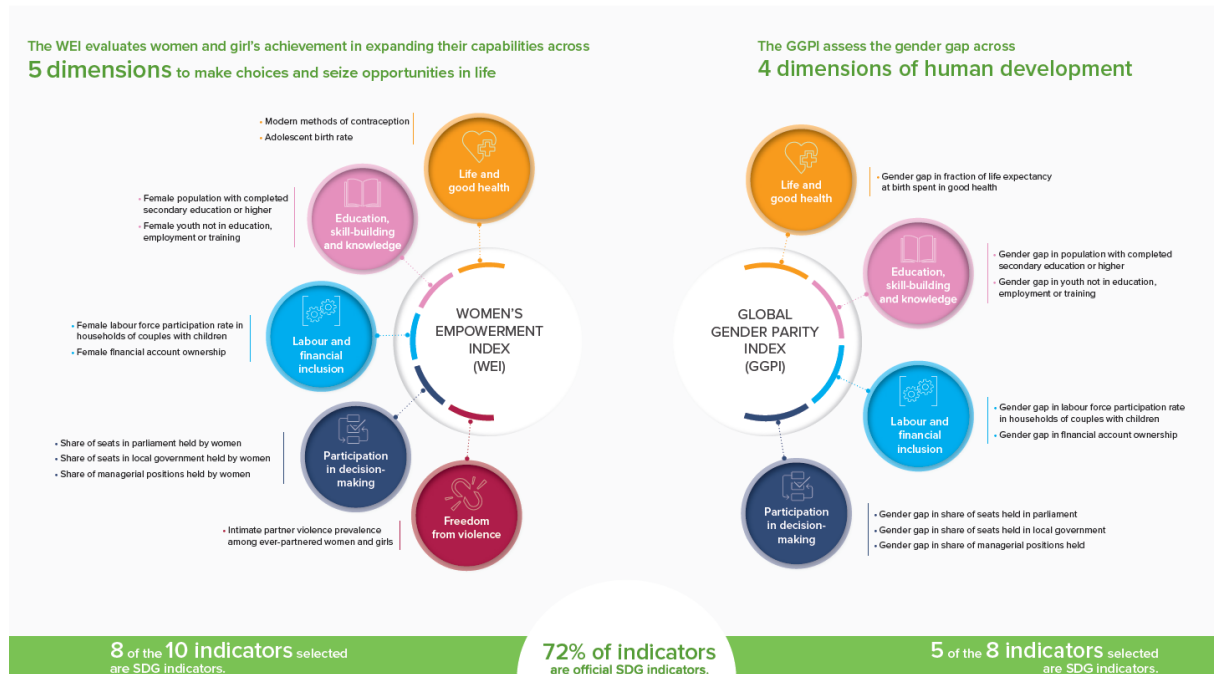 The WEI evaluates women and girl's achievement in expanding their capabilities across
5 dimensions to make choices and seize opportunities in life
• Modern methods of contraception
• Adolescent birth rate
Life and
good health
• Female population with completed
secondary education or higher
• Female youth not in education,
employment or training
Education,
skill-building
and knowledge
• Female labour force participation rate in
households of couples with children
• Female financial account ownership
Labour and
financial
inclusion
WOMEN'S
EMPOWERMENT
INDEX
(WEI)
• Share of seats in parliament held by women
• Share of seats in local government held by women
• Share of managerial positions held by women
Participation
in decision-
making
• Intimate partner violence prevalence
among ever-partnered women and girls
Freedom
from violence
The GGPI assess the gender gap across
4 dimensions of human development
Life and
good health
• Gender gap in fraction of life expectancy
at birth spent in good health
Education,
skill-building
and knowledge
• Gender gap in population with completed
secondary education or higher
• Gender gap in youth not in education,
employment or training
GLOBAL
GENDER PARITY
INDEX
(GGPI)
Labour and
financial
inclusion
• Gender gap in labour force participation rate
in households of couples with children
• Gender gap in financial account ownership
Participation
in decision-
making
• Gender gap in share of seats held in parliament
• Gender gap in share of seats held in local government
• Gender gap in share of managerial positions held
8 of the 10 indicators selected
are SDG indicators.
72% of indicators
are official SDG indicators.
5 of the 8 indicators selected
are SDG indicators.